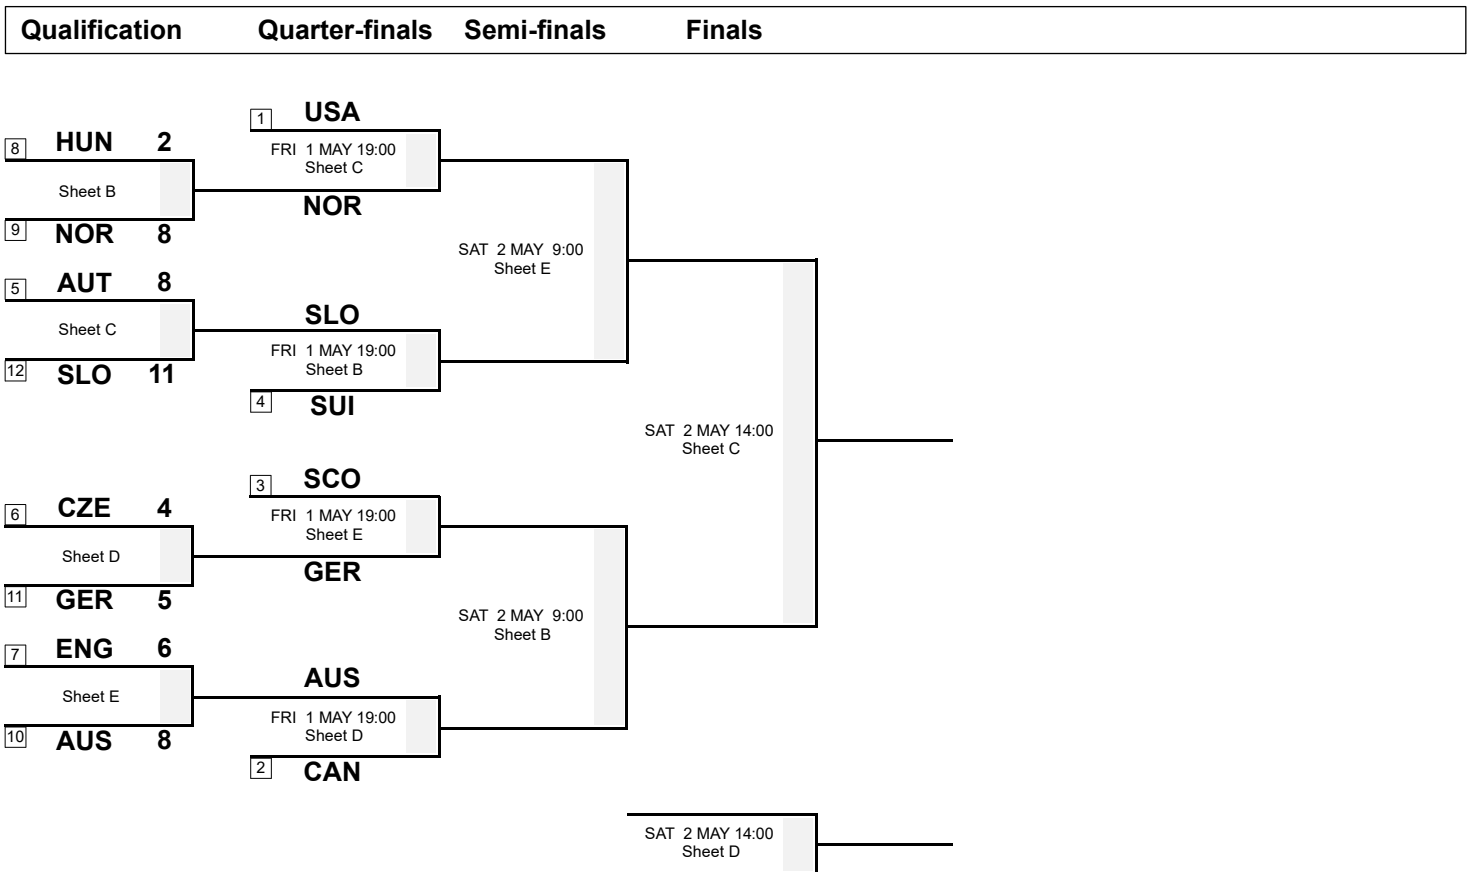 Qualification Quarter-finals Semi-finals Finals
1 USA
8 HUN 2
FRI 1 MAY 19:00
Sheet C
Sheet B
NOR
9 NOR 8
SAT 2 MAY 9:00
Sheet E
5 AUT 8
SLO
Sheet C
FRI 1 MAY 19:00
Sheet B
12 SLO 11
4 SUI
SAT 2 MAY 14:00
Sheet C
3 SCO
6 CZE 4
FRI 1 MAY 19:00
Sheet E
Sheet D
GER
11 GER 5
SAT 2 MAY 9:00
Sheet B
7 ENG 6
AUS
Sheet E
FRI 1 MAY 19:00
Sheet D
10 AUS 8
2 CAN
SAT 2 MAY 14:00
Sheet D